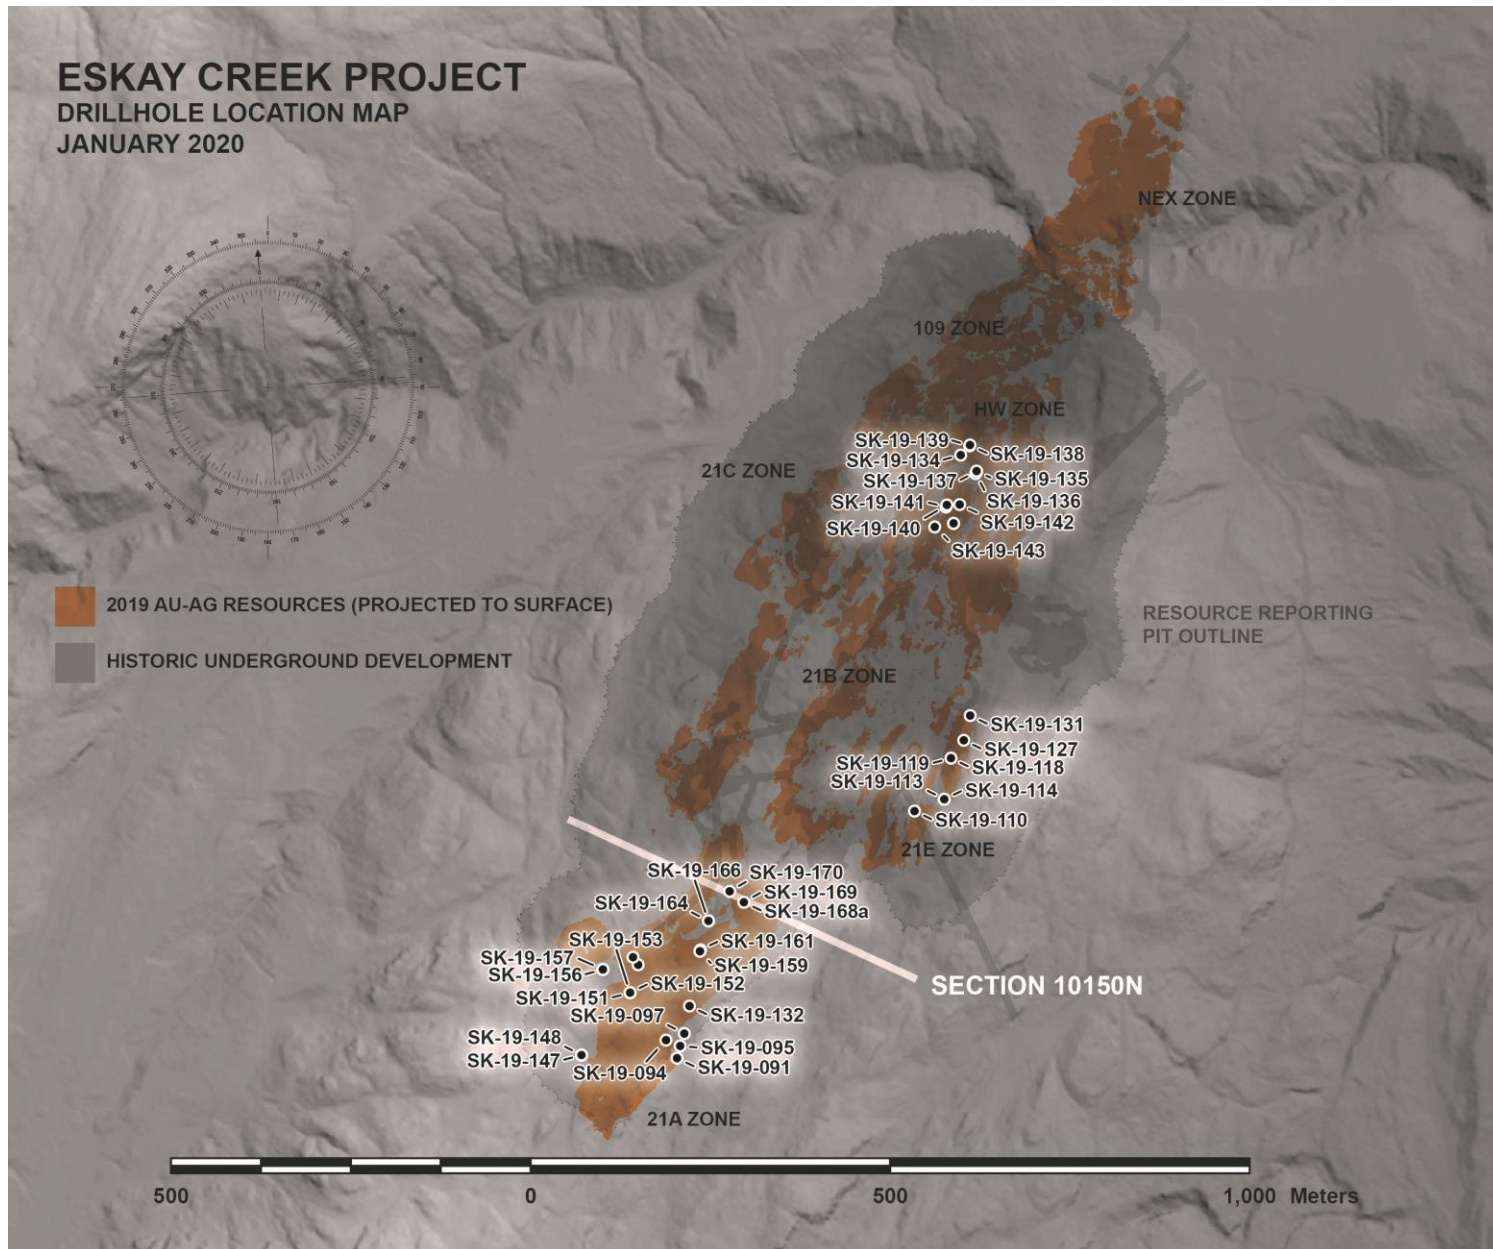 ESKAY CREEK PROJECT
DRILLHOLE LOCATION MAP
JANUARY 2020
NEX ZONE
109 ZONE
HW ZONE
SK-19-139
SK-19-138
SK-19-134
21C ZONE
SK-19-137
SK-19-135
SK-19-141
SK-19-136
SK-19-140
SK-19-142
SK-19-143
2019 AU-AG RESOURCES (PROJECTED TO SURFACE)
RESOURCE REPORTING
PIT OUTLINE
HISTORIC UNDERGROUND DEVELOPMENT
21B ZONE
SK-19-131
SK-19-127
SK-19-119
SK-19-118
SK-19-113
SK-19-114
SK-19-110
21E ZONE
SK-19-166
SK-19-170
SK-19-169
SK-19-164
SK-19-168a
SK-19-153
SK-19-161
SK-19-157
SK-19-159
SK-19-156
SK-19-152
SECTION 10150N
SK-19-151
SK-19-097
SK-19-132
SK-19-148
SK-19-095
SK-19-147
SK-19-091
SK-19-094
21A ZONE
500 0 500 1,000 Meters